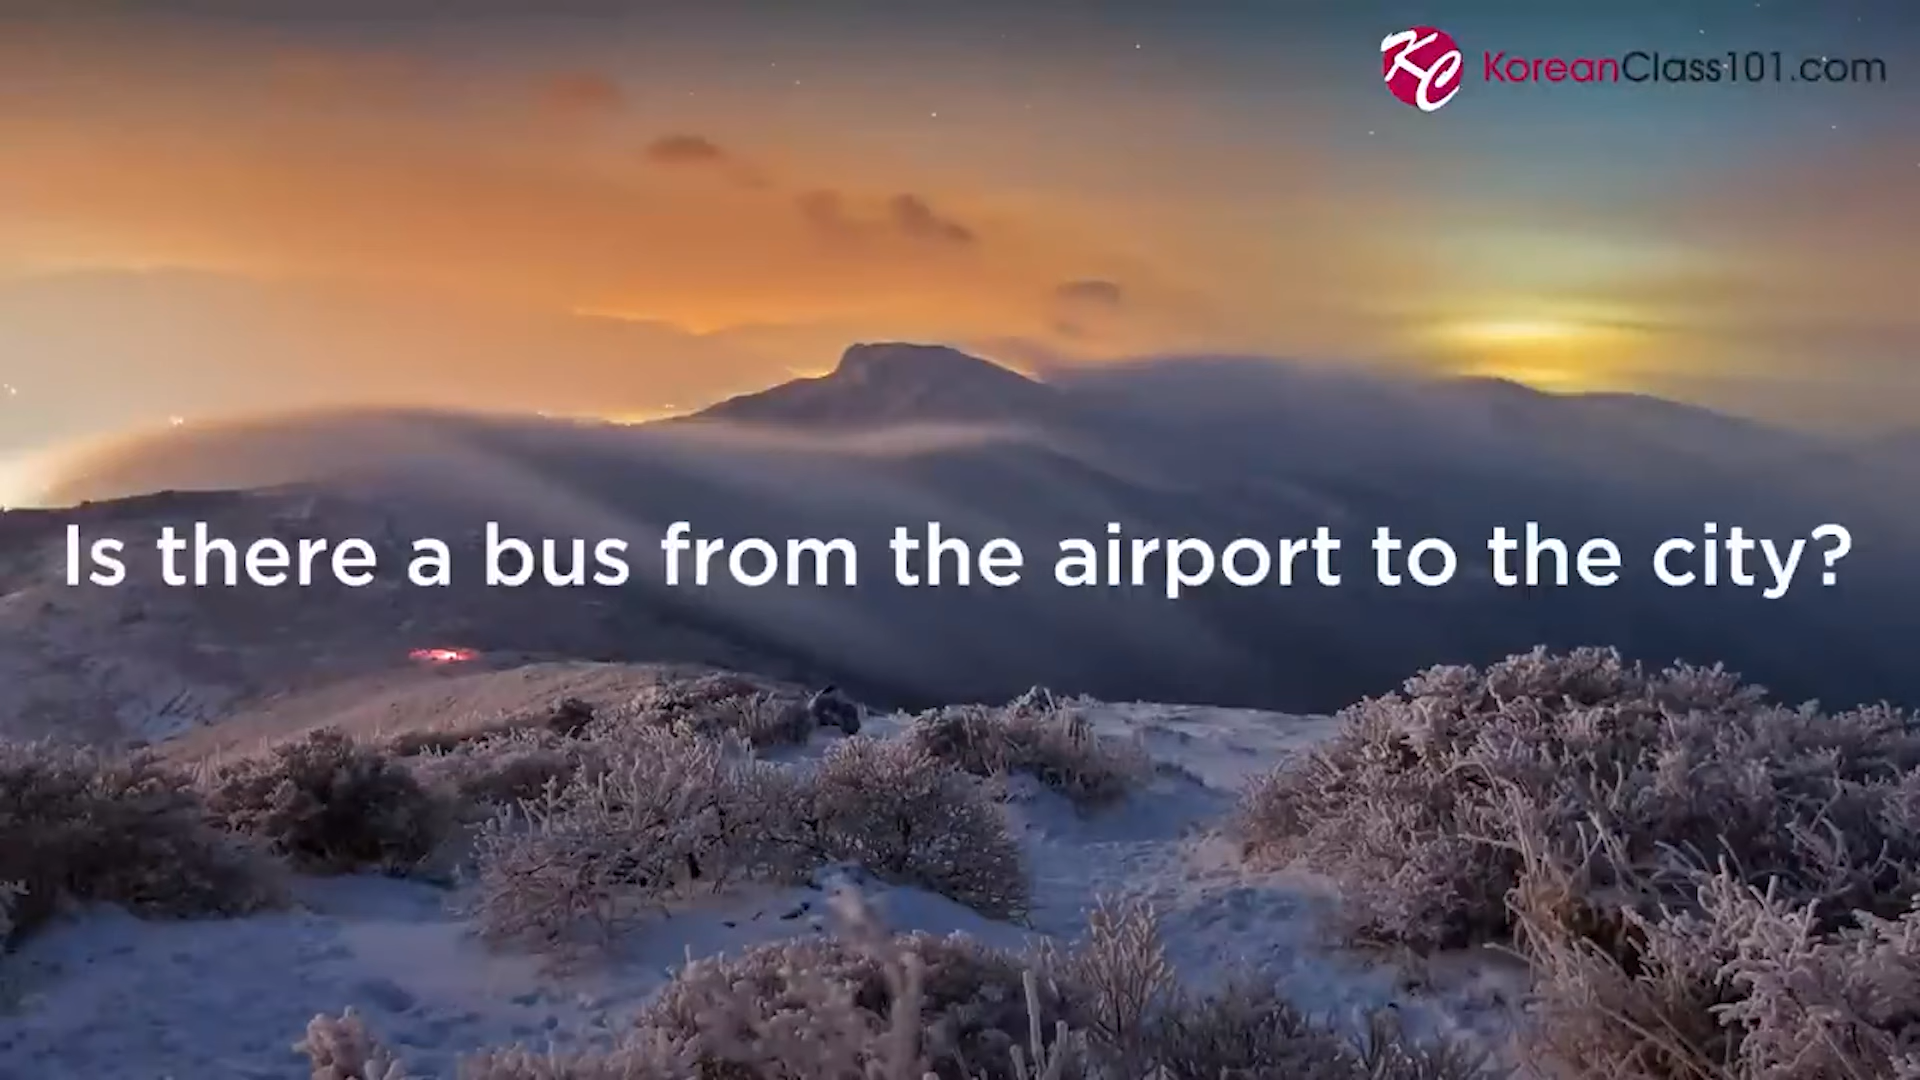 KC KoreanClass101.com
Is there a bus from the airport to the city?